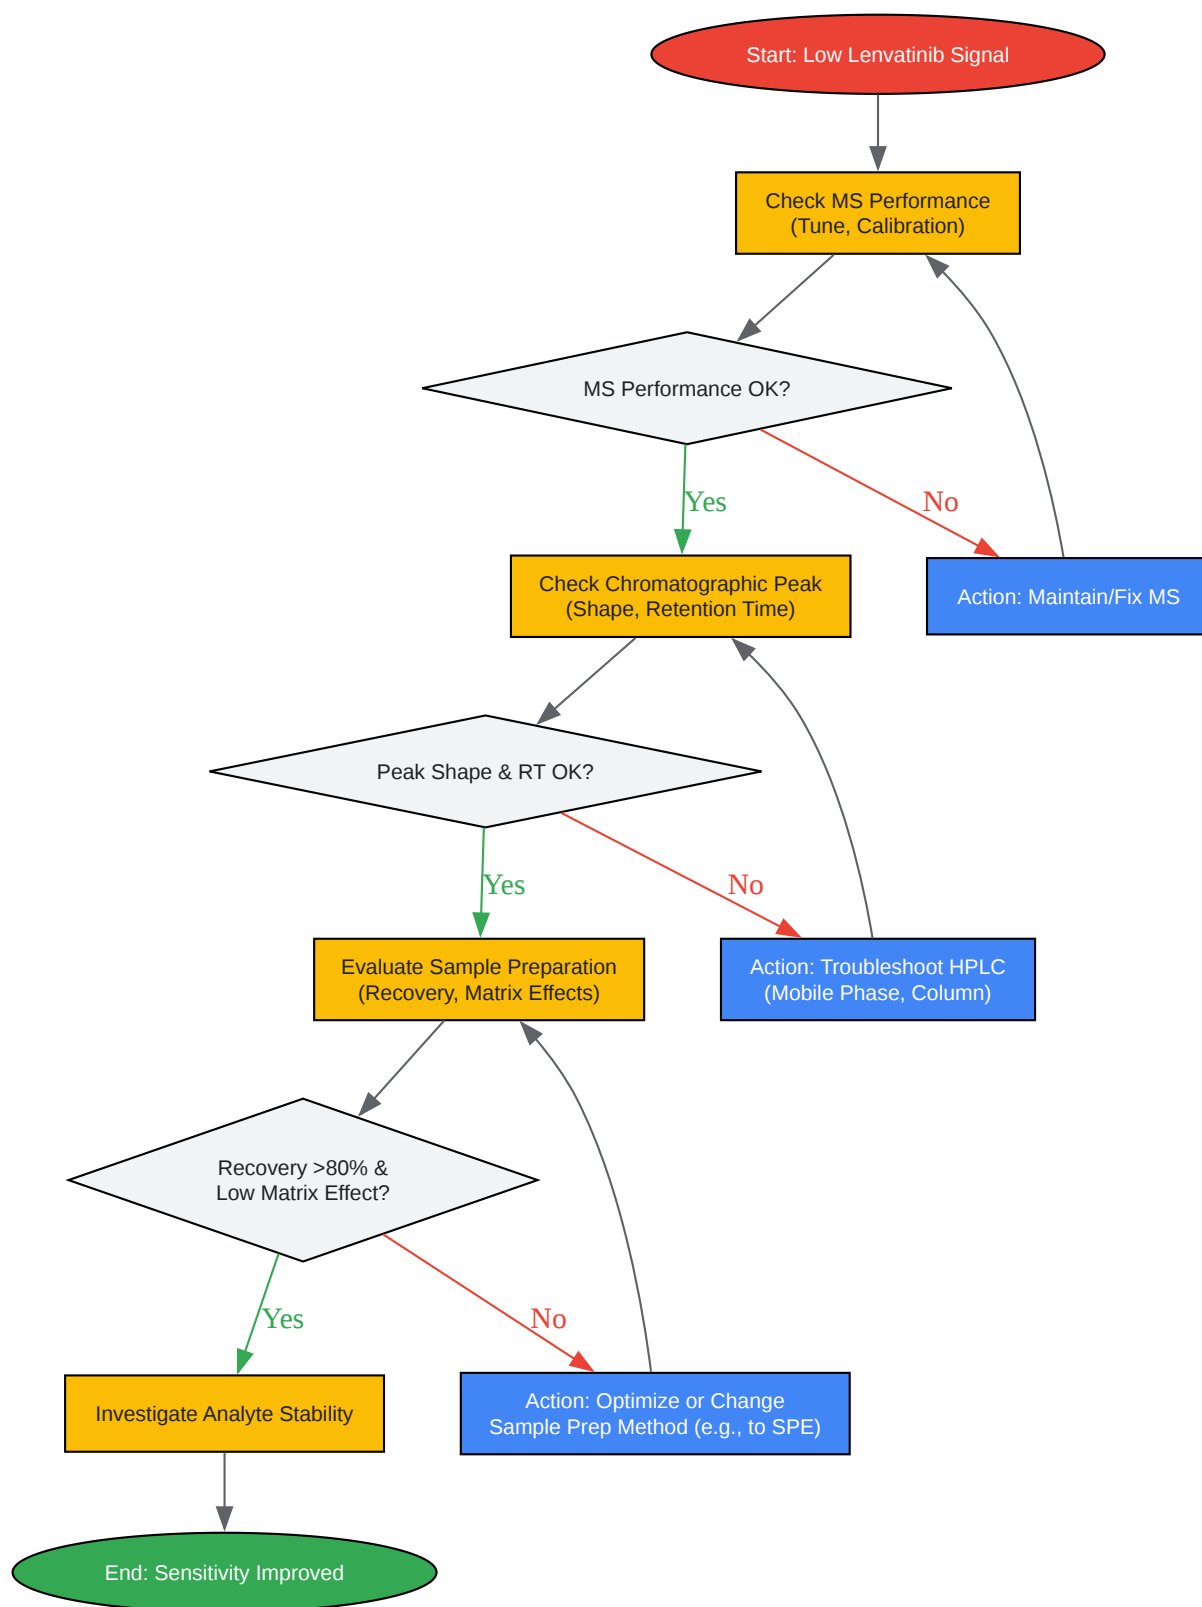 Start: Low Lenvatinib Signal
Check MS Performance
(Tune, Calibration)
MS Performance OK?
Yes
No
Check Chromatographic Peak
(Shape, Retention Time)
Action: Maintain/Fix MS
Peak Shape & RT OK?
Yes
No
Evaluate Sample Preparation
(Recovery, Matrix Effects)
Action: Troubleshoot HPLC
(Mobile Phase, Column)
Recovery >80% &
Low Matrix Effect?
Yes
No
Investigate Analyte Stability
Action: Optimize or Change
Sample Prep Method (e.g., to SPE)
End: Sensitivity Improved